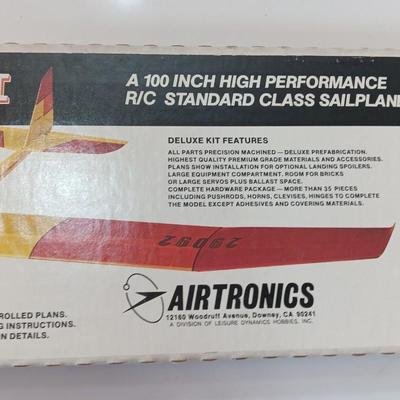 A 100 INCH HIGH PERFORMANCE
R/C STANDARD CLASS SAILPLANE
DELUXE KIT FEATURES
ALL PARTS PRECISION MACHINED — DELUXE PREFABRICATION.
HIGHEST QUALITY PREMIUM GRADE MATERIALS AND ACCESSORIES.
PLANS SHOW INSTALLATION FOR OPTIONAL LANDING SPOILERS.
LARGE EQUIPMENT COMPARTMENT. ROOM FOR BRICKS
OR LARGE SERVOS PLUS BALLAST SPACE.
COMPLETE HARDWARE PACKAGE — MORE THAN 35 PIECES
INCLUDING PUSHRODS, HORNS, CLEVISES, HINGES TO COMPLETE
THE MODEL EXCEPT ADHESIVES AND COVERING MATERIALS.
29092
ROLLED PLANS.
G INSTRUCTIONS.
N DETAILS.
AIRTRONICS
12160 Woodruff Avenue, Downey, CA 90241
A DIVISION OF LEISURE DYNAMICS HOBBIES, INC.